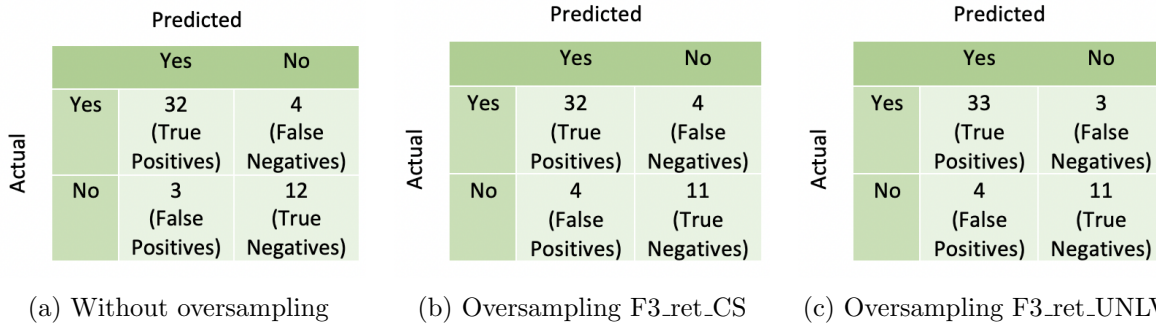 Predicted
Yes No
Actual
Yes 32 (True Positives) 4 (False Negatives)
No 3 (False Positives) 12 (True Negatives)
(a) Without oversampling
Predicted
Yes No
Actual
Yes 32 (True Positives) 4 (False Negatives)
No 4 (False Positives) 11 (True Negatives)
(b) Oversampling F3_ret_CS
Predicted
Yes No
Actual
Yes 33 (True Positives) 3 (False Negatives)
No 4 (False Positives) 11 (True Negatives)
(c) Oversampling F3_ret_UNLV